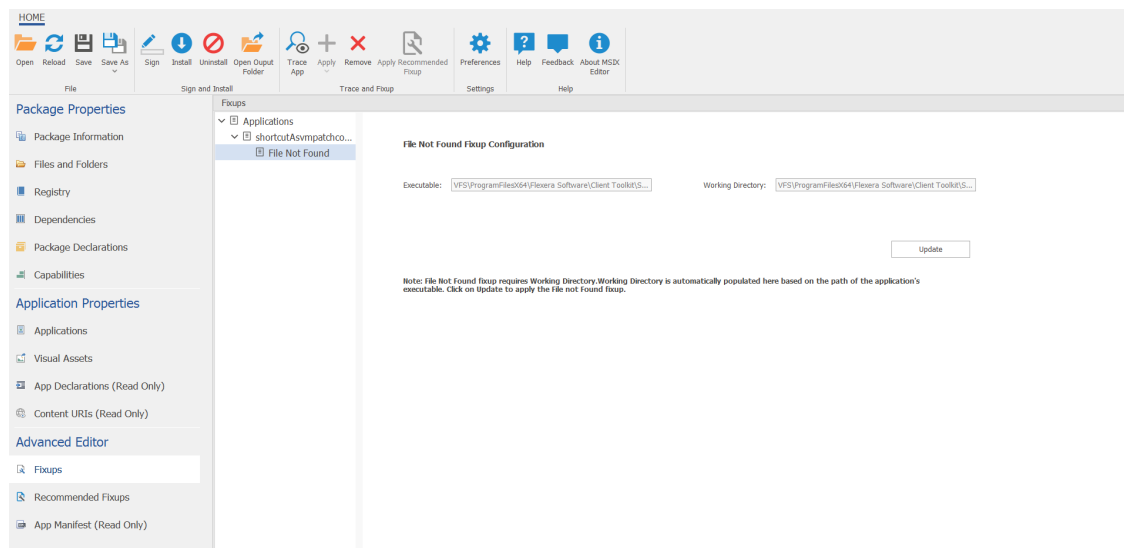 HOME
Open Reload Save Save As Sign Install Uninstall Open Ouput Folder Trace App Apply Remove Apply Recommended Fixup Preferences Help Feedback About MSIX Editor
File Sign and Install Trace and Fixup Settings Help
Package Properties
Package Information
Files and Folders
Registry
Dependencies
Package Declarations
Capabilities
Application Properties
Applications
Visual Assets
App Declarations (Read Only)
Content URIs (Read Only)
Advanced Editor
Fixups
Recommended Fixups
App Manifest (Read Only)
Fixups
Applications
shortcutAsvmpatchco...
File Not Found
File Not Found Fixup Configuration
Executable: VFS\ProgramFilesX64\Flexera Software\Client Toolkit\S... Working Directory: VFS\ProgramFilesX64\Flexera Software\Client Toolkit\S...
Update
Note: File Not Found fixup requires Working Directory.Working Directory is automatically populated here based on the path of the application's
executable. Click on Update to apply the File not Found fixup.